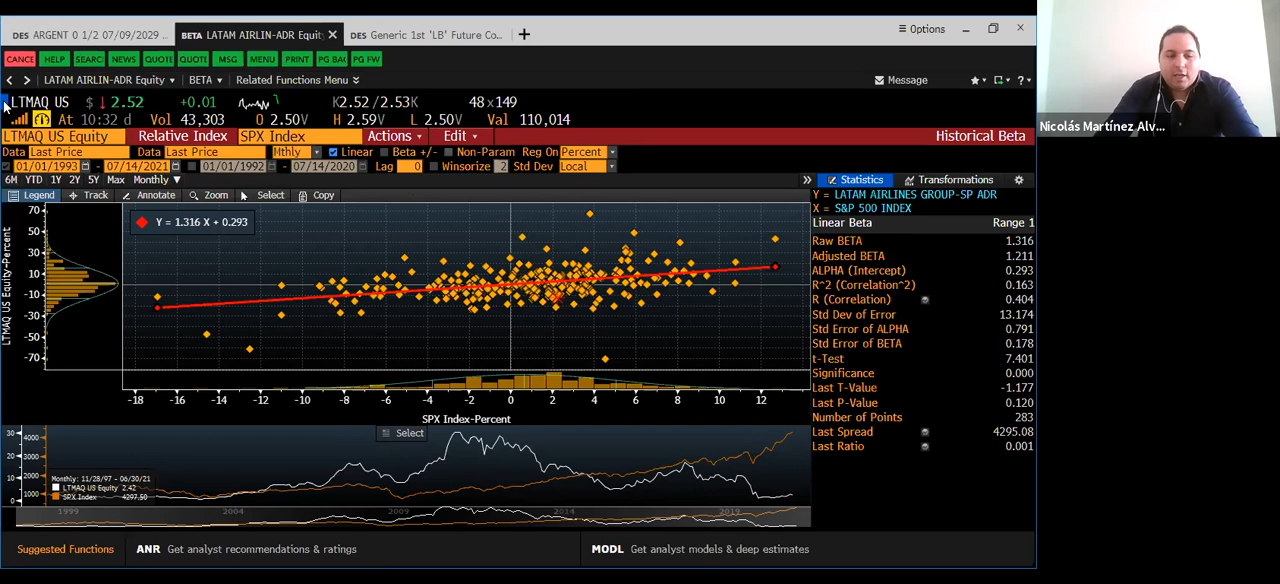 DES ARGENT 0 1/2 07/09/2029 ... BETA LATAM AIRLIN-ADR Equit ✕ DES Generic 1st 'LB' Future Co... +
Options
CANCE HELP SEARC NEWS QUOTE QUOTE MSG MENU PRINT PG BAC PG FW
LATAM AIRLIN-ADR Equity BETA Related Functions Menu Message
LTMAQ US $ ↓ 2.52 +0.01 K2.52 / 2.53K 48 x 149
At 10:32 d Vol 43,303 O 2.50V H 2.59V L 2.50V Val 110,014
LTMAQ US Equity Relative Index SPX Index Actions Edit Historical Beta
Data Last Price Data Last Price Mthly Linear Beta +/- Non-Param Reg On Percent
01/01/1993 - 07/14/2021 01/01/1992 - 07/14/2020 Lag 0 Winsorize 2 Std Dev Local
6M YTD 1Y 2Y 5Y Max Monthly ▼
Legend Track Annotate Zoom Select Copy
Statistics Transformations
Y = LATAM AIRLINES GROUP-SP ADR
X = S&P 500 INDEX
Linear Beta Range 1
Raw BETA 1.316
Adjusted BETA 1.211
ALPHA (Intercept) 0.293
R^2 (Correlation^2) 0.163
R (Correlation) 0.404
Std Dev of Error 13.174
Std Error of ALPHA 0.791
Std Error of BETA 0.178
t-Test 7.401
Significance 0.000
Last T-Value -1.177
Last P-Value 0.120
Number of Points 283
Last Spread 4295.08
Last Ratio 0.001
Y = 1.316 X + 0.293
LTMAQ US Equity-Percent
70
50
30
10
-10
-30
-50
-70
-18 -16 -14 -12 -10 -8 -6 -4 -2 0 2 4 6 8 10 12
SPX Index-Percent
Select
30 4000
20 3000
10 2000
0 1000
Monthly: 11/28/97 - 06/30/21
LTMAQ US Equity 2.42
SPX Index 4297.50
1999 2004 2009 2014 2019
Suggested Functions ANR Get analyst recommendations & ratings MODL Get analyst models & deep estimates
Nicolás Martínez Alv...